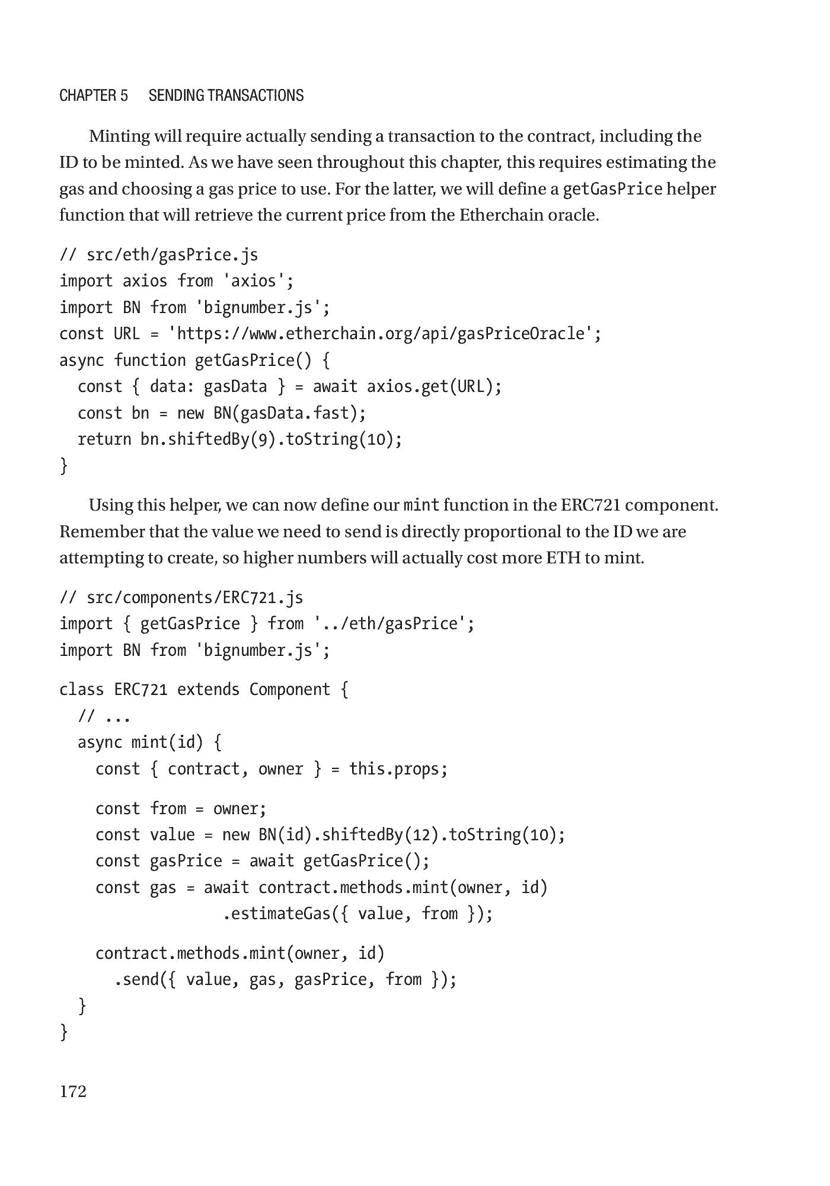 CHAPTER 5 SENDING TRANSACTIONS
Minting will require actually sending a transaction to the contract, including the
ID to be minted. As we have seen throughout this chapter, this requires estimating the
gas and choosing a gas price to use. For the latter, we will define a getGasPrice helper
function that will retrieve the current price from the Etherchain oracle.
// src/eth/gasPrice.js
import axios from 'axios';
import BN from 'bignumber.js';
const URL = 'https://www.etherchain.org/api/gasPriceOracle';
async function getGasPrice() {
  const { data: gasData } = await axios.get(URL);
  const bn = new BN(gasData.fast);
  return bn.shiftedBy(9).toString(10);
}
Using this helper, we can now define our mint function in the ERC721 component.
Remember that the value we need to send is directly proportional to the ID we are
attempting to create, so higher numbers will actually cost more ETH to mint.
// src/components/ERC721.js
import { getGasPrice } from '../eth/gasPrice';
import BN from 'bignumber.js';
class ERC721 extends Component {
  // ...
  async mint(id) {
    const { contract, owner } = this.props;
    const from = owner;
    const value = new BN(id).shiftedBy(12).toString(10);
    const gasPrice = await getGasPrice();
    const gas = await contract.methods.mint(owner, id)
                  .estimateGas({ value, from });
    contract.methods.mint(owner, id)
      .send({ value, gas, gasPrice, from });
  }
}
172